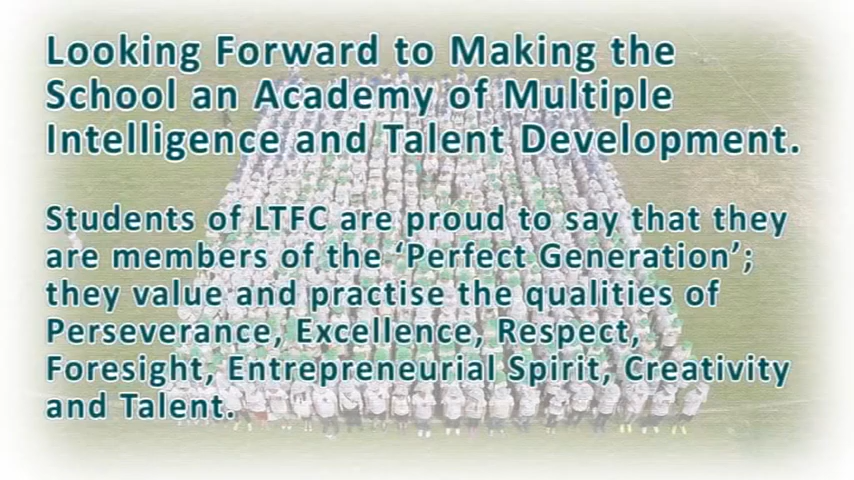 Looking Forward to Making the
School an Academy of Multiple
Intelligence and Talent Development.
Students of LTFC are proud to say that they
are members of the ‘Perfect Generation’;
they value and practise the qualities of
Perseverance, Excellence, Respect,
Foresight, Entrepreneurial Spirit, Creativity
and Talent.